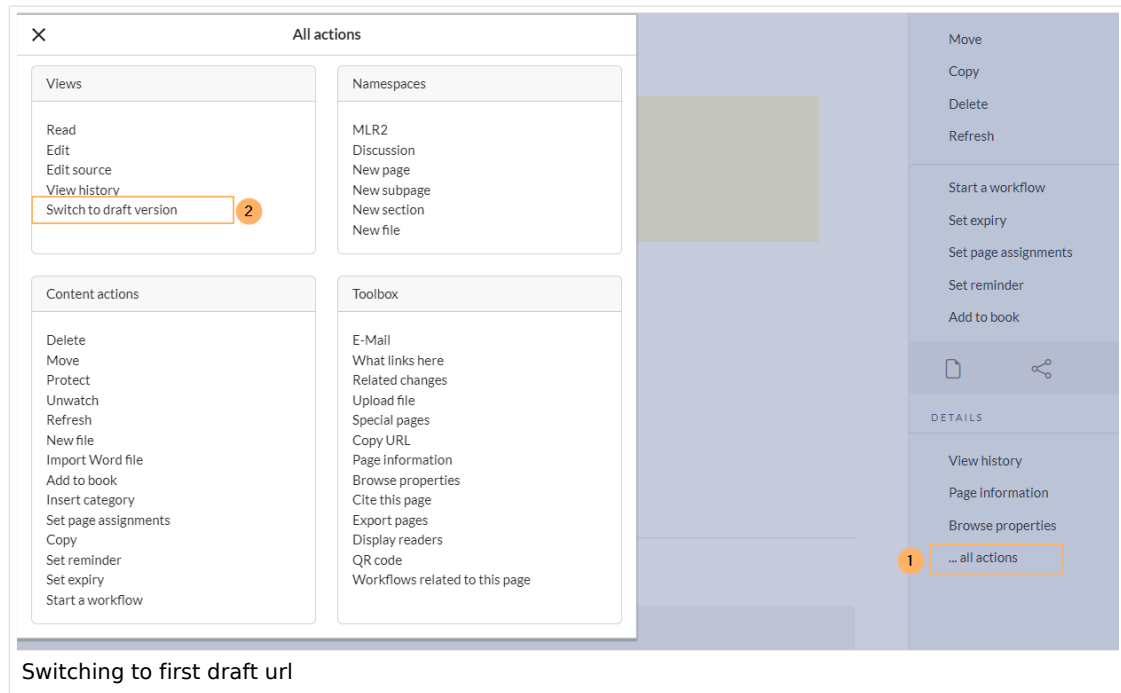 All actions
Views
Read
Edit
Edit source
View history
Switch to draft version
2
Namespaces
MLR2
Discussion
New page
New subpage
New section
New file
Content actions
Delete
Move
Protect
Unwatch
Refresh
New file
Import Word file
Add to book
Insert category
Set page assignments
Copy
Set reminder
Set expiry
Start a workflow
Toolbox
E-Mail
What links here
Related changes
Upload file
Special pages
Copy URL
Page information
Browse properties
Cite this page
Export pages
Display readers
QR code
Workflows related to this page
Move
Copy
Delete
Refresh
Start a workflow
Set expiry
Set page assignments
Set reminder
Add to book
DETAILS
View history
Page information
Browse properties
1
... all actions
Switching to first draft url